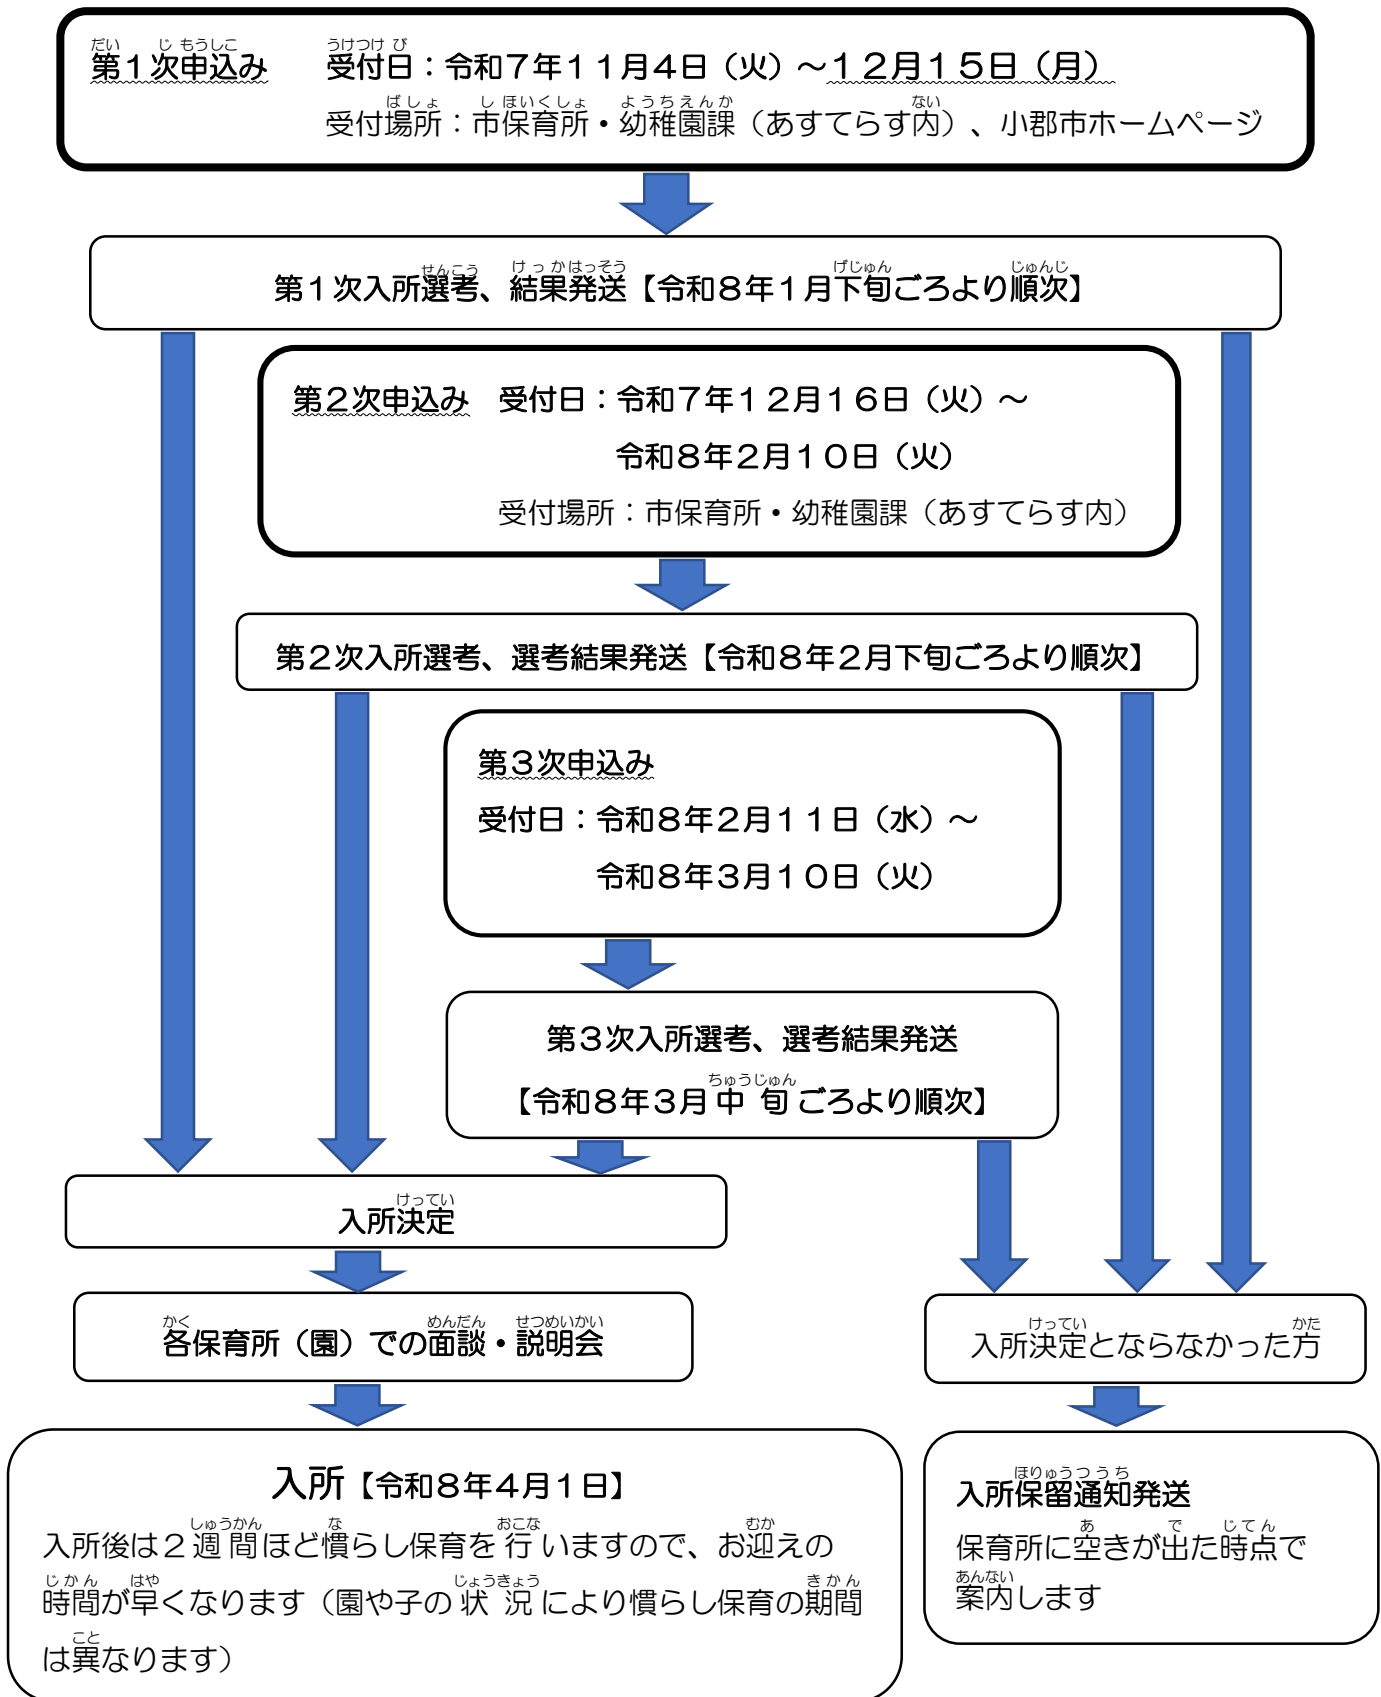 第１次申込み　受付日：令和７年１１月４日（火）～１２月１５日（月）
受付場所：市保育所・幼稚園課（あすてらす内）、小郡市ホームページ
第１次入所選考、結果発送【令和８年１月下旬ごろより順次】
第２次申込み　受付日：令和７年１２月１６日（火）～
令和８年２月１０日（火）
受付場所：市保育所・幼稚園課（あすてらす内）
第２次入所選考、選考結果発送【令和８年２月下旬ごろより順次】
第３次申込み
受付日：令和８年２月１１日（水）～
令和８年３月１０日（火）
第３次入所選考、選考結果発送
【令和８年３月中旬ごろより順次】
入所決定
各保育所（園）での面談・説明会
入所決定とならなかった方
入所【令和８年４月１日】
入所後は２週間ほど慣らし保育を行いますので、お迎えの
時間が早くなります（園や子の状況により慣らし保育の期間
は異なります）
入所保留通知発送
保育所に空きが出た時点で
案内します